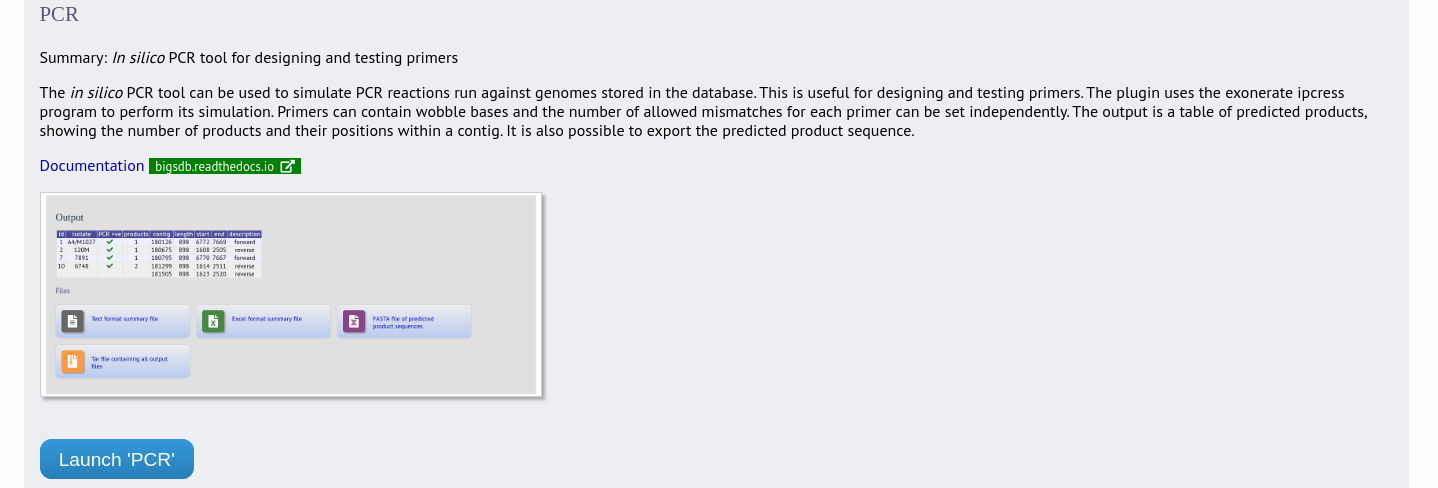 PCR
Summary: In silico PCR tool for designing and testing primers
The in silico PCR tool can be used to simulate PCR reactions run against genomes stored in the database. This is useful for designing and testing primers. The plugin uses the exonerate ipcress
program to perform its simulation. Primers can contain wobble bases and the number of allowed mismatches for each primer can be set independently. The output is a table of predicted products,
showing the number of products and their positions within a contig. It is also possible to export the predicted product sequence.
Documentation bigsdb.readthedocs.io
Output
id isolate PCR +ve products contig length start end description
1 A4/M1027 ✔ 1 180126 898 6772 7669 forward
2 120M ✔ 1 180675 898 1608 2505 reverse
7 7891 ✔ 1 180795 898 6770 7667 forward
10 6748 ✔ 2 181299 898 1614 2511 reverse
181505 898 1623 2520 reverse
Files
Text format summary file Excel format summary file FASTA file of predicted
product sequences
Tar file containing all output
files
Launch 'PCR'